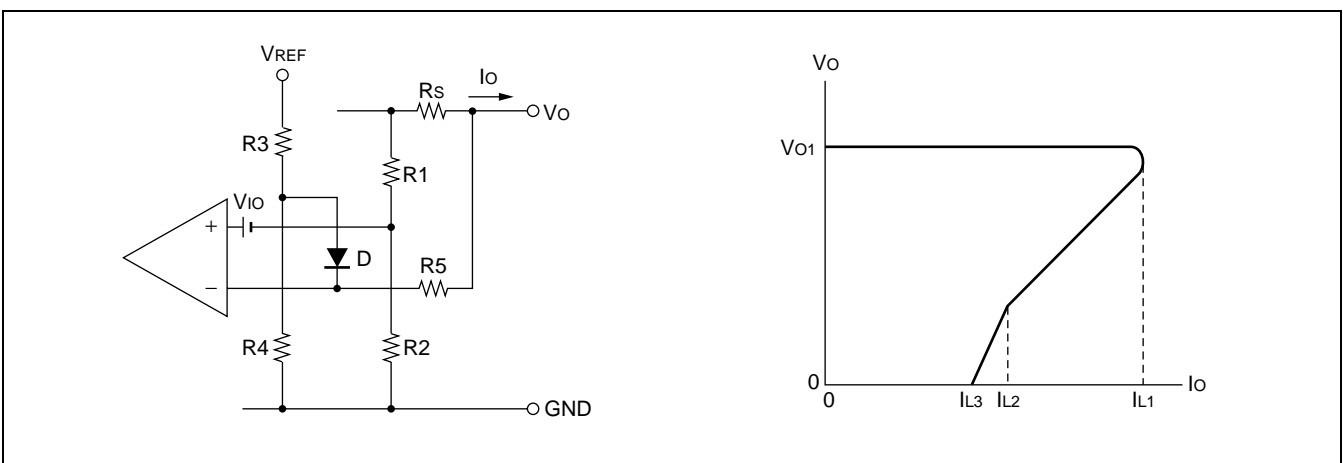 VREF
R3
VIO
+
−
D
R4
R1
R2
RS
IO
VO
R5
GND
VO
VO1
0
0
IL3
IL2
IL1
IO